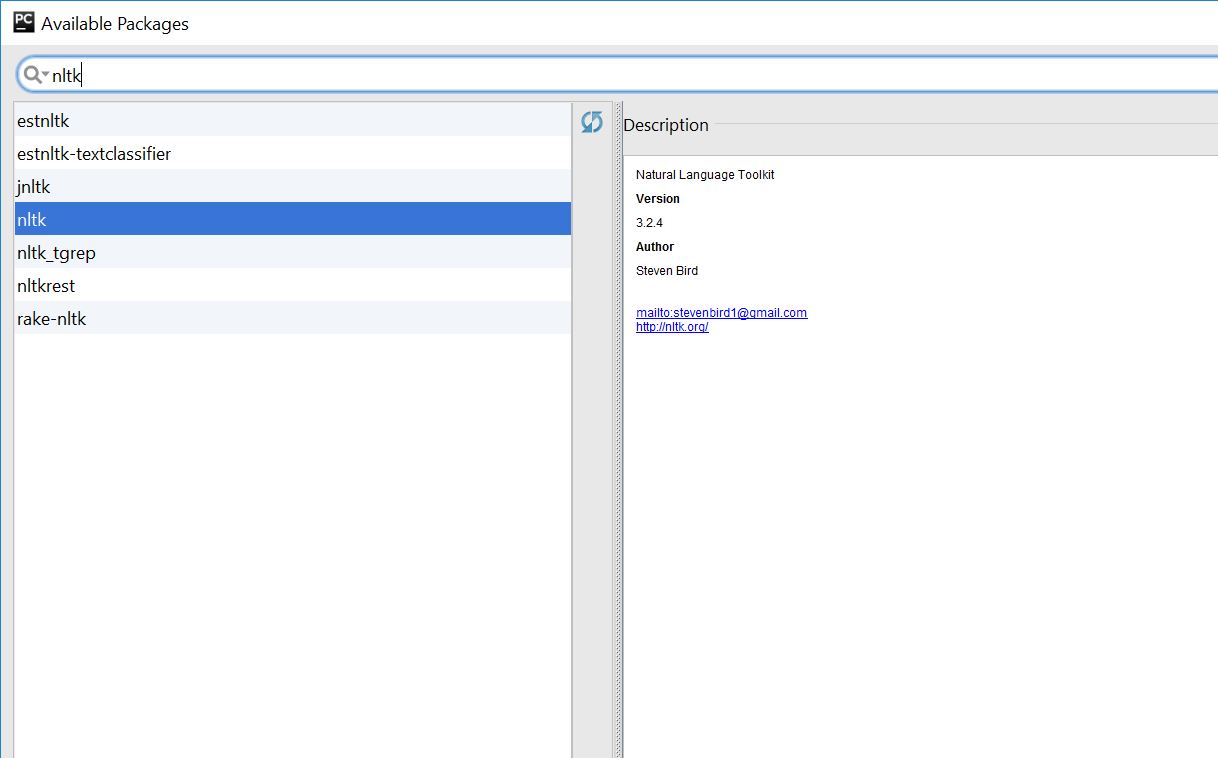 PC
Available Packages
nltk
estnltk
estnltk-textclassifier
jnltk
nltk
nltk_tgrep
nltkrest
rake-nltk
Description
Natural Language Toolkit
Version
3.2.4
Author
Steven Bird
mailto:stevenbird1@gmail.com
http://nltk.org/